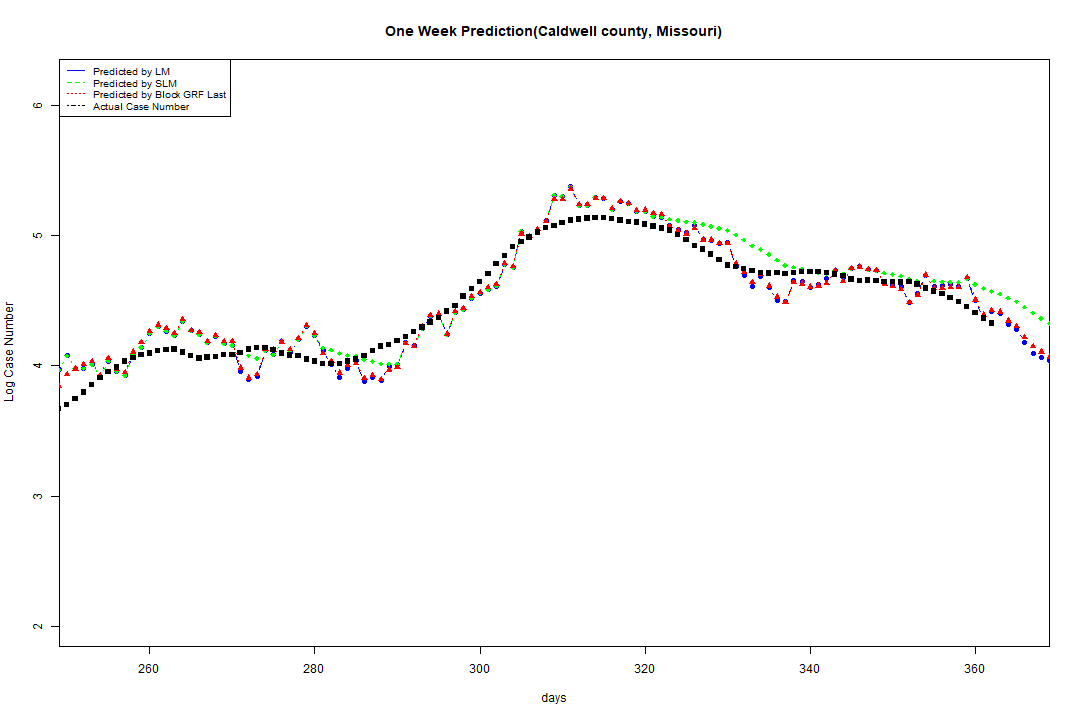 One Week Prediction(Caldwell county, Missouri)
Predicted by LM
Predicted by SLM
Predicted by Block GRF Last
Actual Case Number
Log Case Number
6
5
4
3
2
260 280 300 320 340 360
days